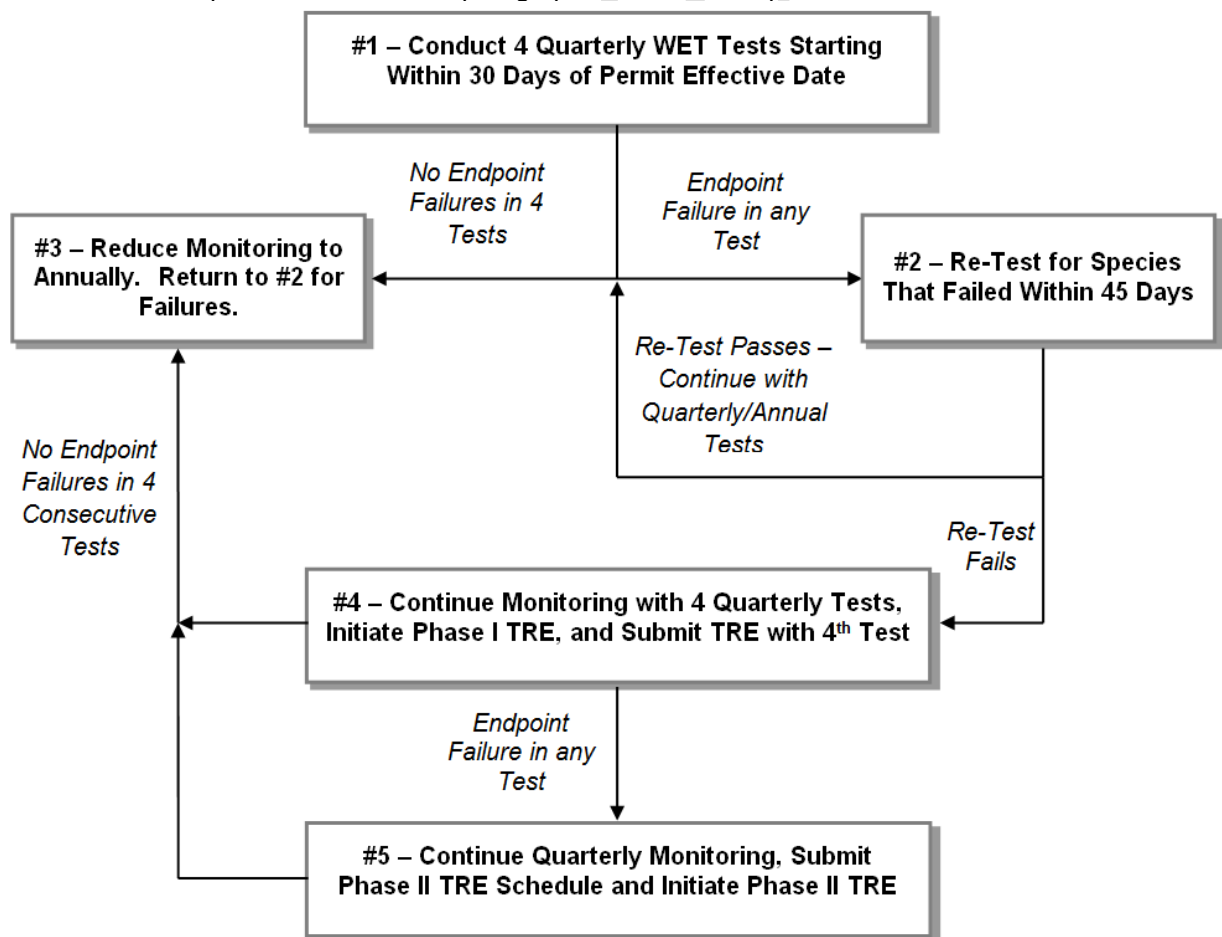 #1 – Conduct 4 Quarterly WET Tests Starting
Within 30 Days of Permit Effective Date
No Endpoint
Failures in 4
Tests
Endpoint
Failure in any
Test
#3 – Reduce Monitoring to
Annually. Return to #2 for
Failures.
#2 – Re-Test for Species
That Failed Within 45 Days
Re-Test Passes –
Continue with
Quarterly/Annual
Tests
No Endpoint
Failures in 4
Consecutive
Tests
Re-Test
Fails
#4 – Continue Monitoring with 4 Quarterly Tests,
Initiate Phase I TRE, and Submit TRE with 4th Test
Endpoint
Failure in any
Test
#5 – Continue Quarterly Monitoring, Submit
Phase II TRE Schedule and Initiate Phase II TRE